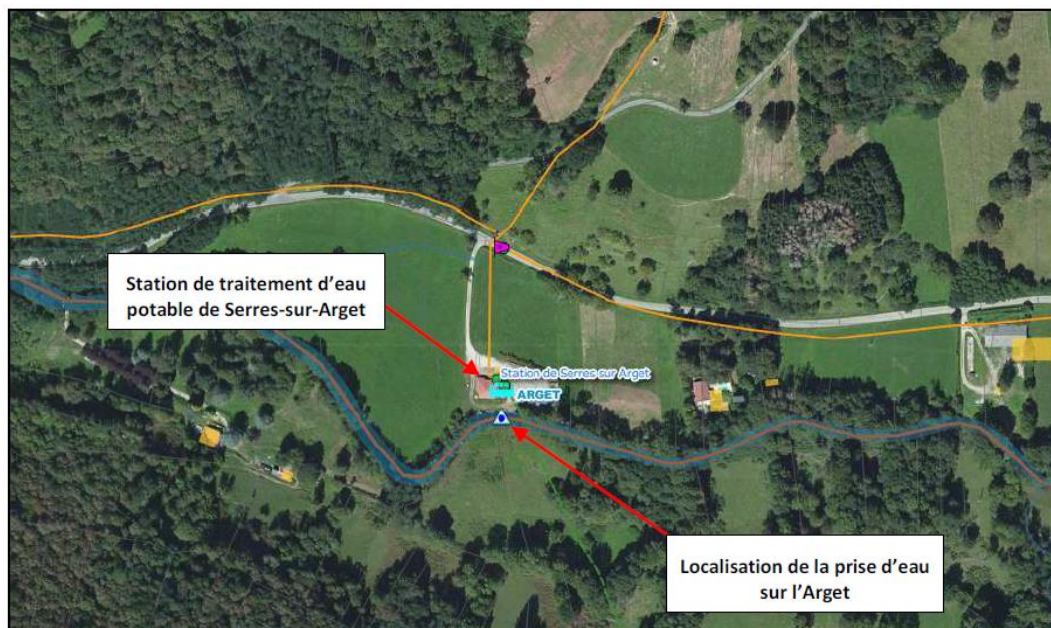 Station de traitement d’eau
potable de Serres-sur-Arget
Station de Serres sur Arget
ARGET
Localisation de la prise d’eau
sur l’Arget